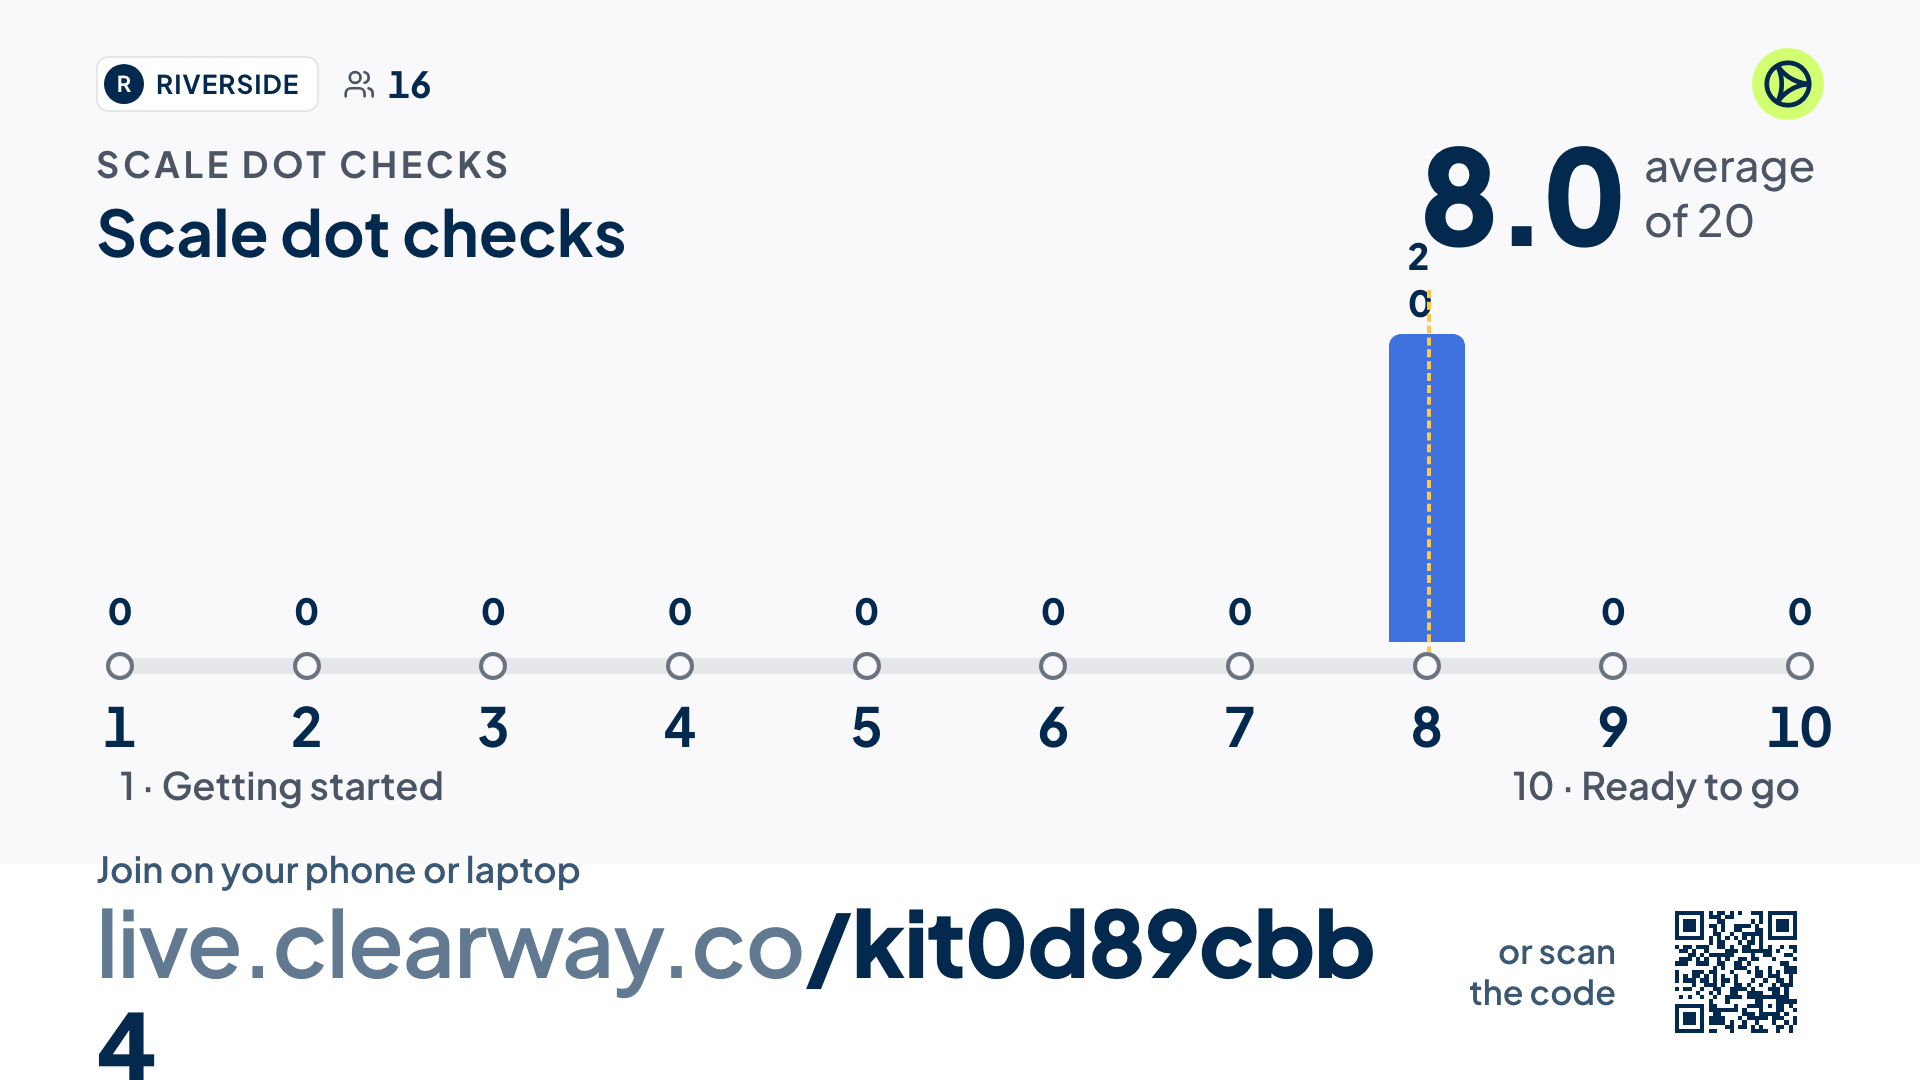 R RIVERSIDE 16
SCALE DOT CHECKS
Scale dot checks
8.0 average
of 20
2
0
0 0 0 0 0 0 0 0 0
1 2 3 4 5 6 7 8 9 10
1 · Getting started 10 · Ready to go
Join on your phone or laptop
live.clearway.co/kit0d89cbb
4
or scan
the code